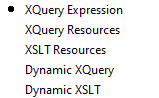 XQuery Expression
XQuery Resources
XSLT Resources
Dynamic XQuery
Dynamic XSLT